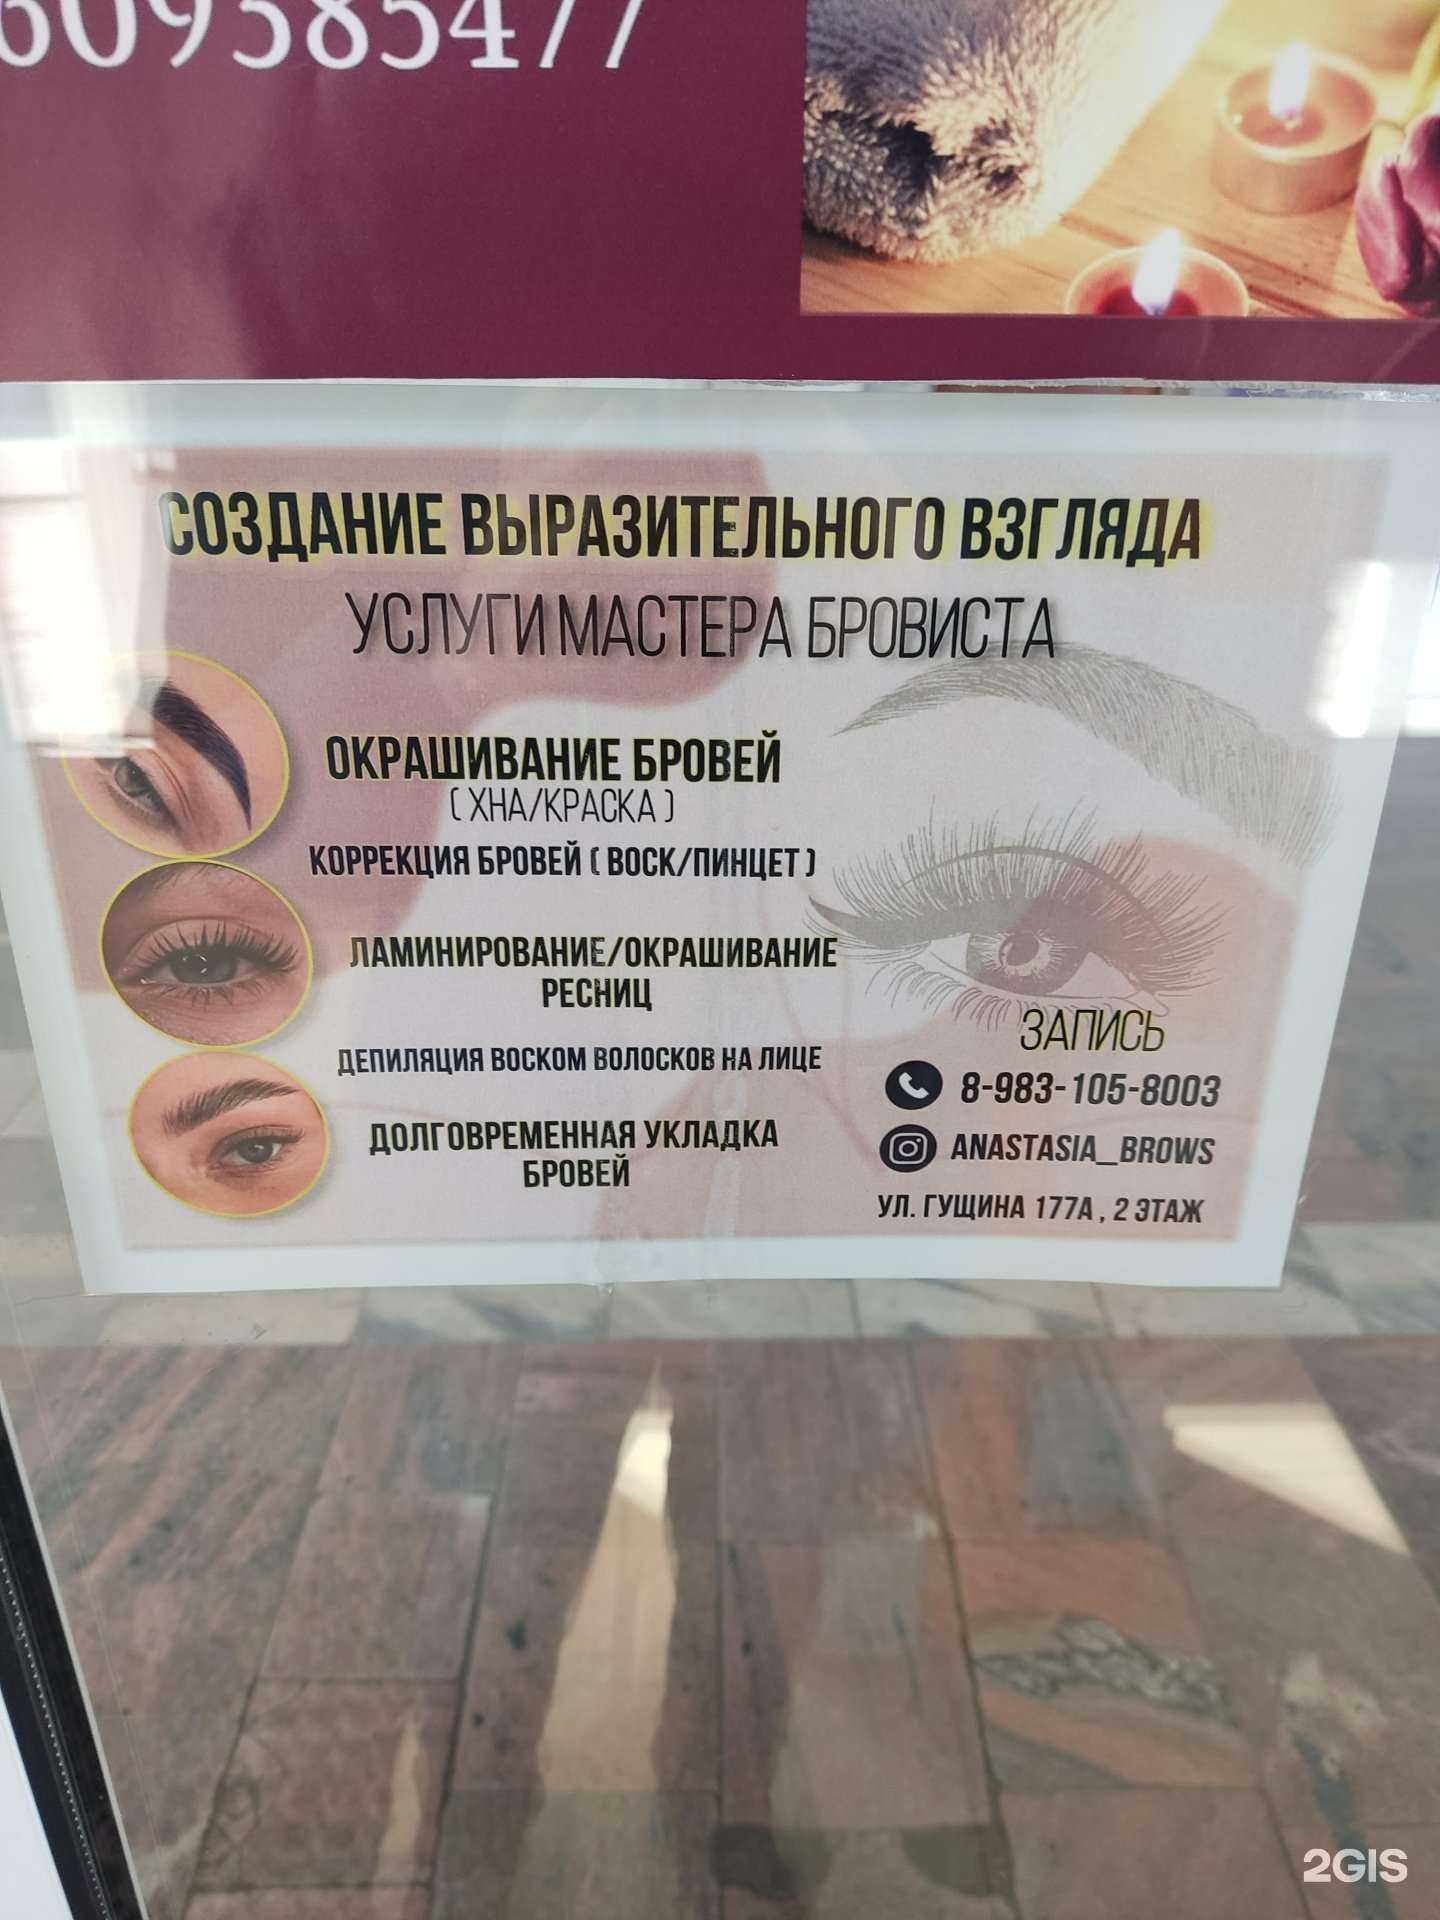 609385477
СОЗДАНИЕ ВЫРАЗИТЕЛЬНОГО ВЗГЛЯДА
УСЛУГИ МАСТЕРА БРОВИСТА
ОКРАШИВАНИЕ БРОВЕЙ
( ХНА/КРАСКА )
КОРРЕКЦИЯ БРОВЕЙ ( ВОСК/ПИНЦЕТ )
ЛАМИНИРОВАНИЕ/ОКРАШИВАНИЕ
РЕСНИЦ
ДЕПИЛЯЦИЯ ВОСКОМ ВОЛОСКОВ НА ЛИЦЕ
ДОЛГОВРЕМЕННАЯ УКЛАДКА
БРОВЕЙ
ЗАПИСЬ
8-983-105-8003
ANASTASIA_BROWS
УЛ. ГУЩИНА 177А , 2 ЭТАЖ
2GIS